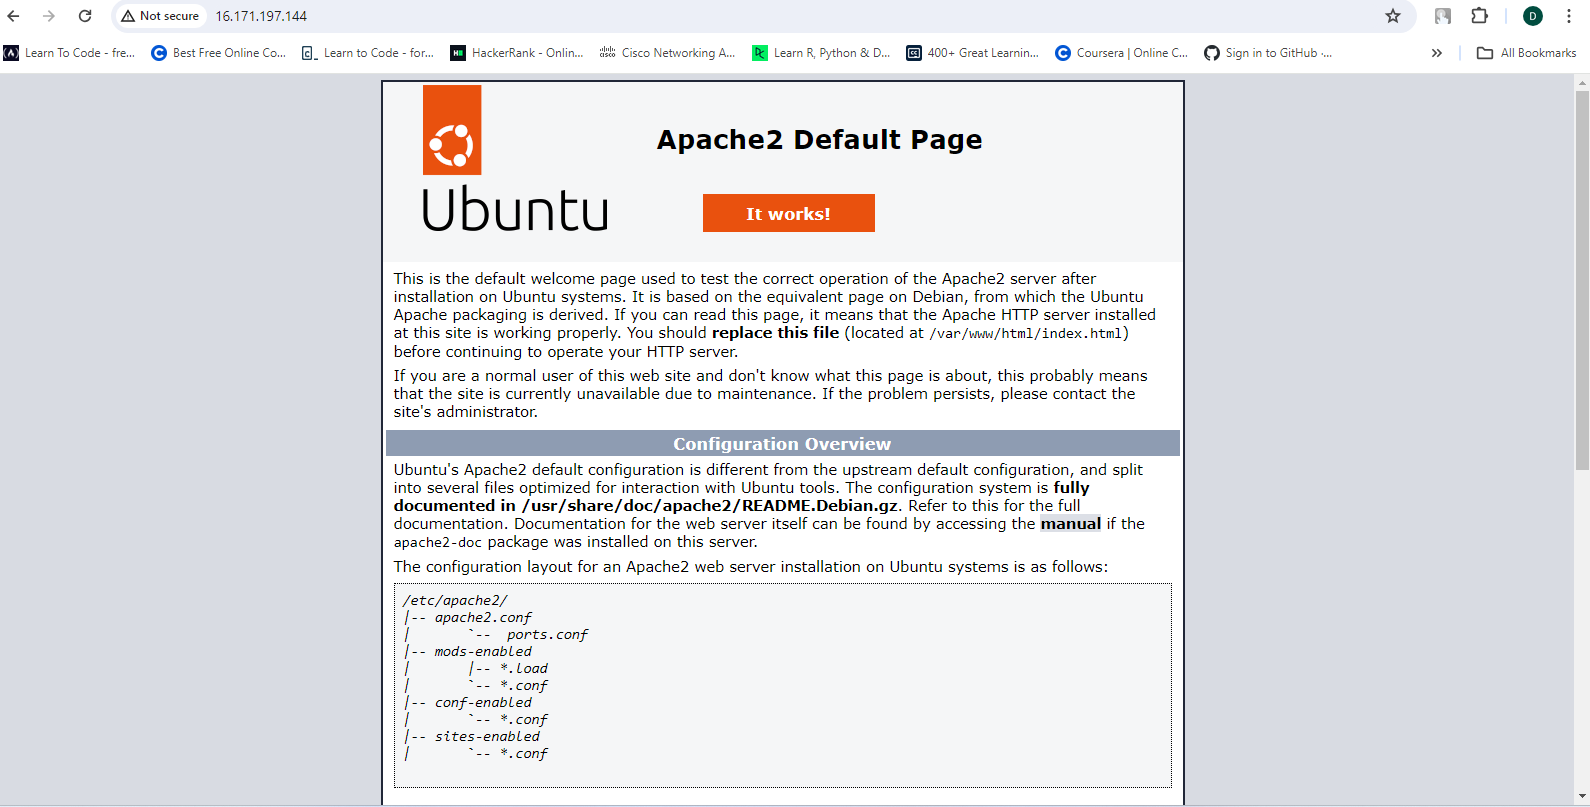 Not secure 16.171.197.144
D
Learn To Code - fre... Best Free Online Co... Learn to Code - for... HackerRank - Onlin... Cisco Networking A... Learn R, Python & D... 400+ Great Learnin... Coursera | Online C... Sign in to GitHub ·... » All Bookmarks
Apache2 Default Page
Ubuntu
It works!
This is the default welcome page used to test the correct operation of the Apache2 server after
installation on Ubuntu systems. It is based on the equivalent page on Debian, from which the Ubuntu
Apache packaging is derived. If you can read this page, it means that the Apache HTTP server installed
at this site is working properly. You should replace this file (located at /var/www/html/index.html)
before continuing to operate your HTTP server.
If you are a normal user of this web site and don't know what this page is about, this probably means
that the site is currently unavailable due to maintenance. If the problem persists, please contact the
site's administrator.
Configuration Overview
Ubuntu's Apache2 default configuration is different from the upstream default configuration, and split
into several files optimized for interaction with Ubuntu tools. The configuration system is fully
documented in /usr/share/doc/apache2/README.Debian.gz. Refer to this for the full
documentation. Documentation for the web server itself can be found by accessing the manual if the
apache2-doc package was installed on this server.
The configuration layout for an Apache2 web server installation on Ubuntu systems is as follows:
/etc/apache2/
|-- apache2.conf
|       `--  ports.conf
|-- mods-enabled
|       |-- *.load
|       `-- *.conf
|-- conf-enabled
|       `-- *.conf
|-- sites-enabled
|       `-- *.conf